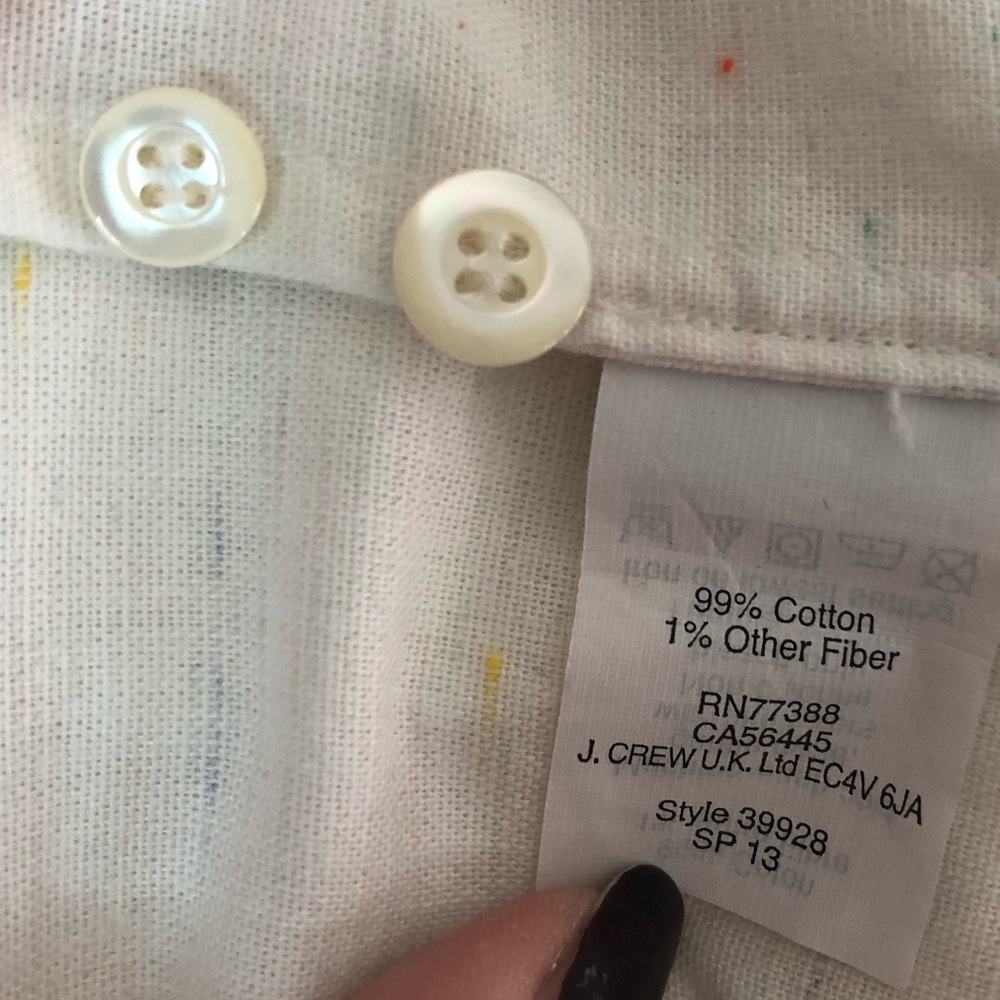 99% Cotton
1% Other Fiber
RN77388
CA56445
J. CREW U.K. Ltd EC4V 6JA
Style 39928
SP 13